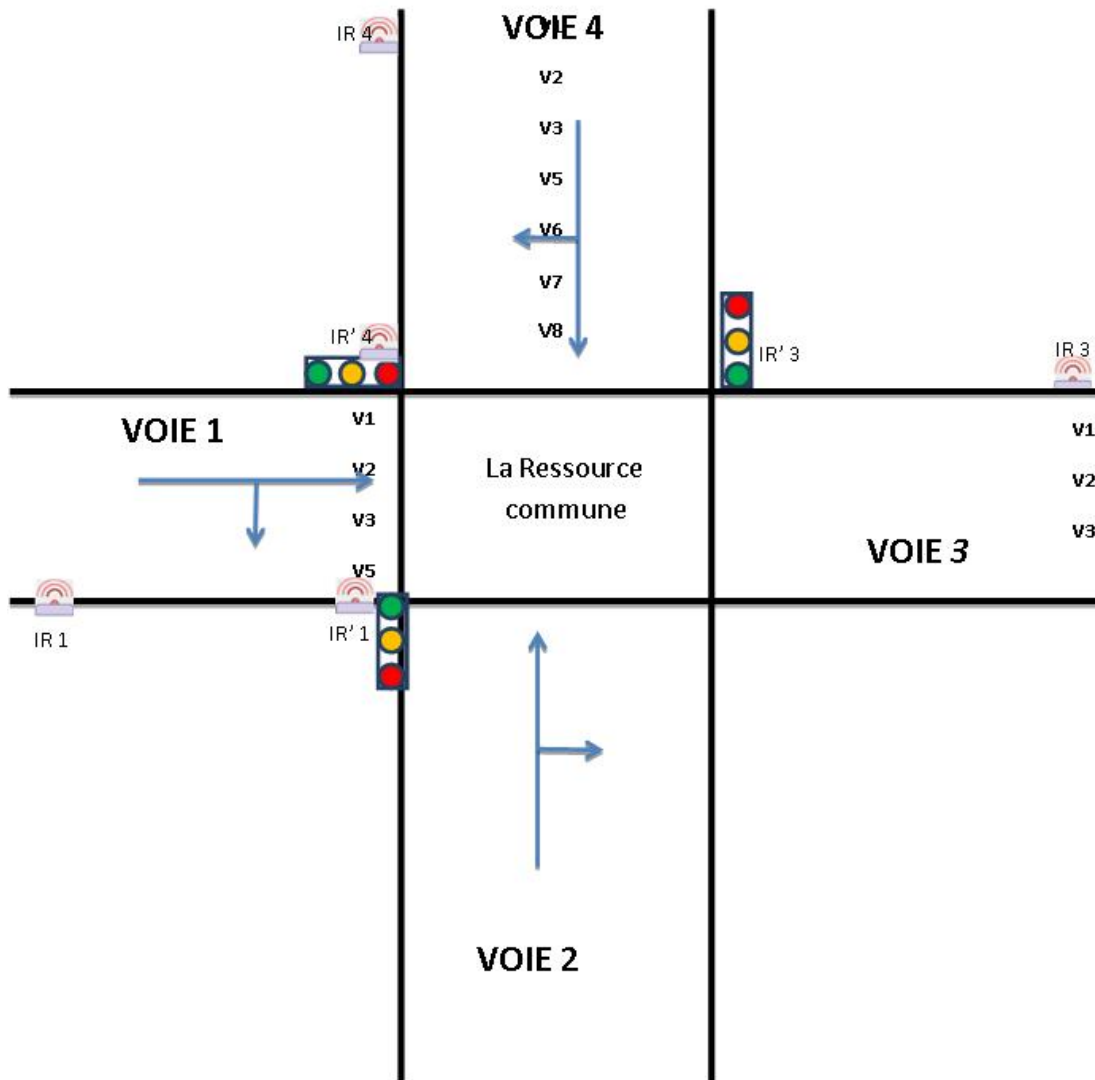 IR 4
VOIE 4
V2
V3
V5
V6
V7
V8
IR' 4
IR' 3
IR 3
VOIE 1
V1
V2
V3
V5
La Ressource
commune
V1
V2
V3
VOIE 3
IR 1
IR' 1
VOIE 2